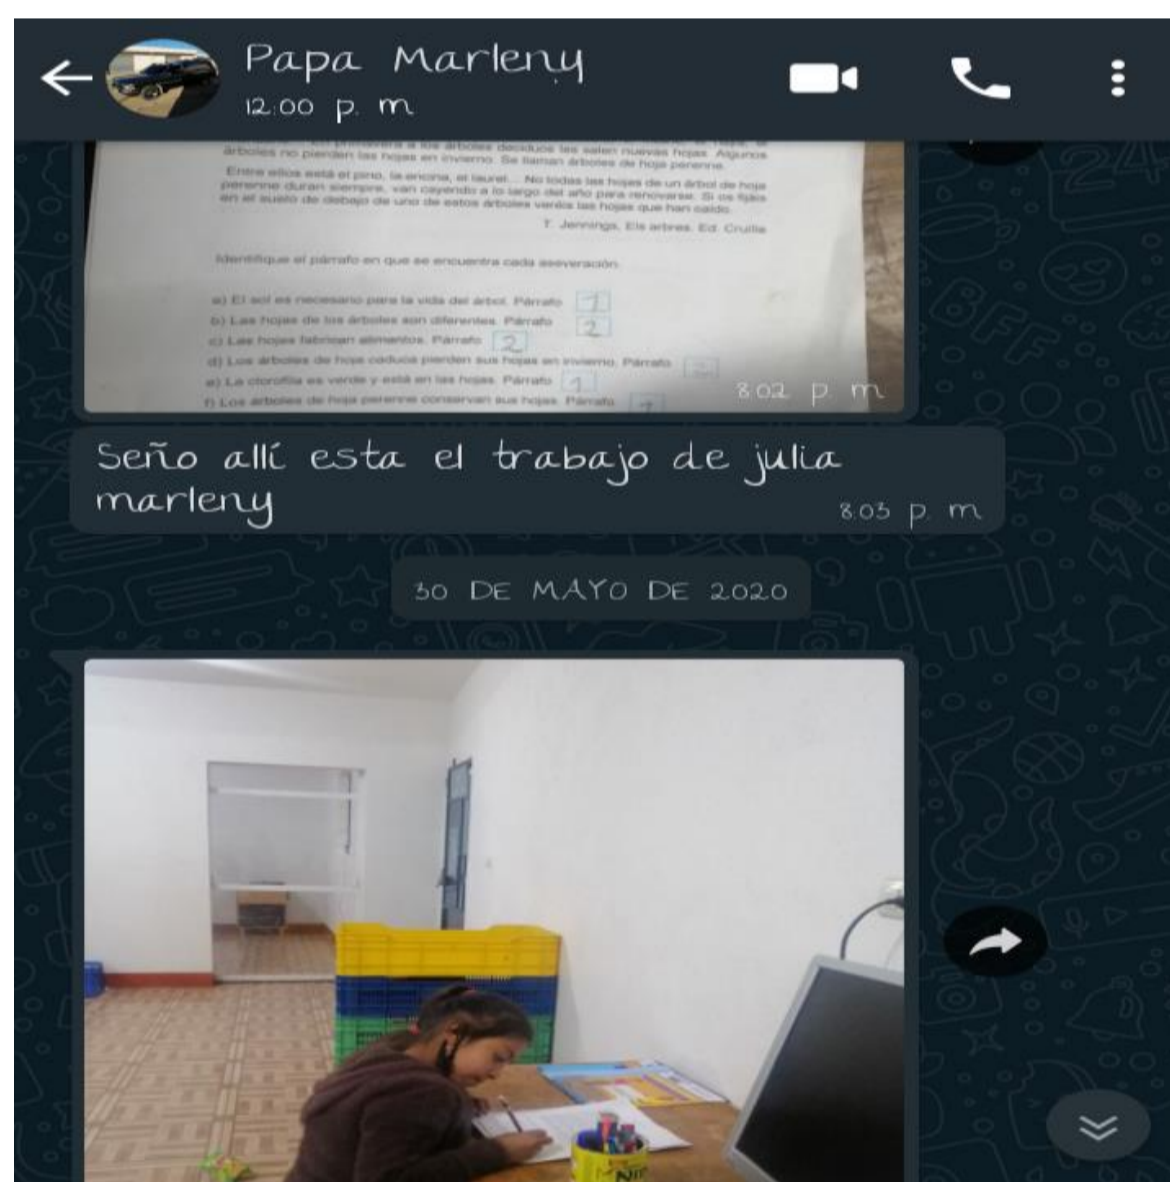 Papa Marleny
12:00 p. m
árboles no pierden las hojas en invierno. Se llaman árboles de hoja perenne.
Entre ellos está el pino, la encina, el laurel... No todas las hojas de un árbol de hoja
perenne duran siempre, van cayendo a lo largo del año para renovarse. Si os fijáis
en el suelo de debajo de uno de estos árboles veréis las hojas que han caído.
T. Jennings, Els arbres. Ed. Cruïlla
Identifique el párrafo en que se encuentra cada aseveración.
a) El sol es necesario para la vida del árbol. Párrafo 1
b) Las hojas de los árboles son diferentes. Párrafo 2
c) Las hojas fabrican alimentos. Párrafo 2
d) Los árboles de hoja caduca pierden sus hojas en invierno. Párrafo
e) La clorofila es verde y está en las hojas. Párrafo 1
f) Los árboles de hoja perenne conservan sus hojas. Párrafo
8:02 p. m
Seño allí esta el trabajo de julia
marleny
8:03 p. m
30 DE MAYO DE 2020